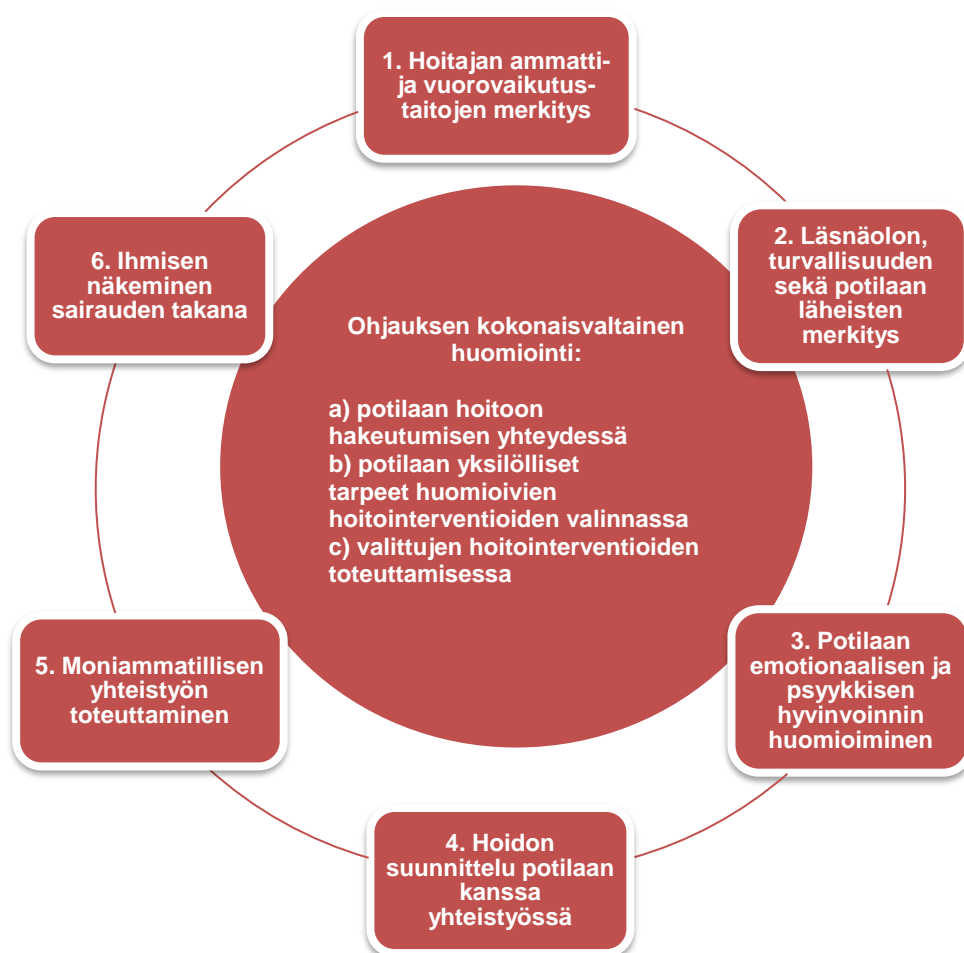 1. Hoitajan ammatti-
ja vuorovaikutus-
taitojen merkitys
2. Läsnäolon,
turvallisuuden
sekä potilaan
läheisten
merkitys
3. Potilaan
emotionaalisen ja
psyykkisen
hyvinvoinnin
huomioiminen
4. Hoidon
suunnittelu potilaan
kanssa
yhteistyössä
5. Moniammatillisen
yhteistyön
toteuttaminen
6. Ihmisen
näkeminen
sairauden takana
Ohjauksen kokonaisvaltainen
huomiointi:
a) potilaan hoitoon
hakeutumisen yhteydessä
b) potilaan yksilölliset
tarpeet huomioivien
hoitointerventioiden valinnassa
c) valittujen hoitointerventioiden
toteuttamisessa